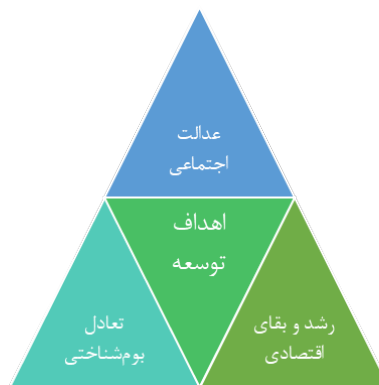 عدالت
اجتماعی
اهداف
توسعه
رشد و بقای
اقتصادی
تعادل
بوم‌شناختی